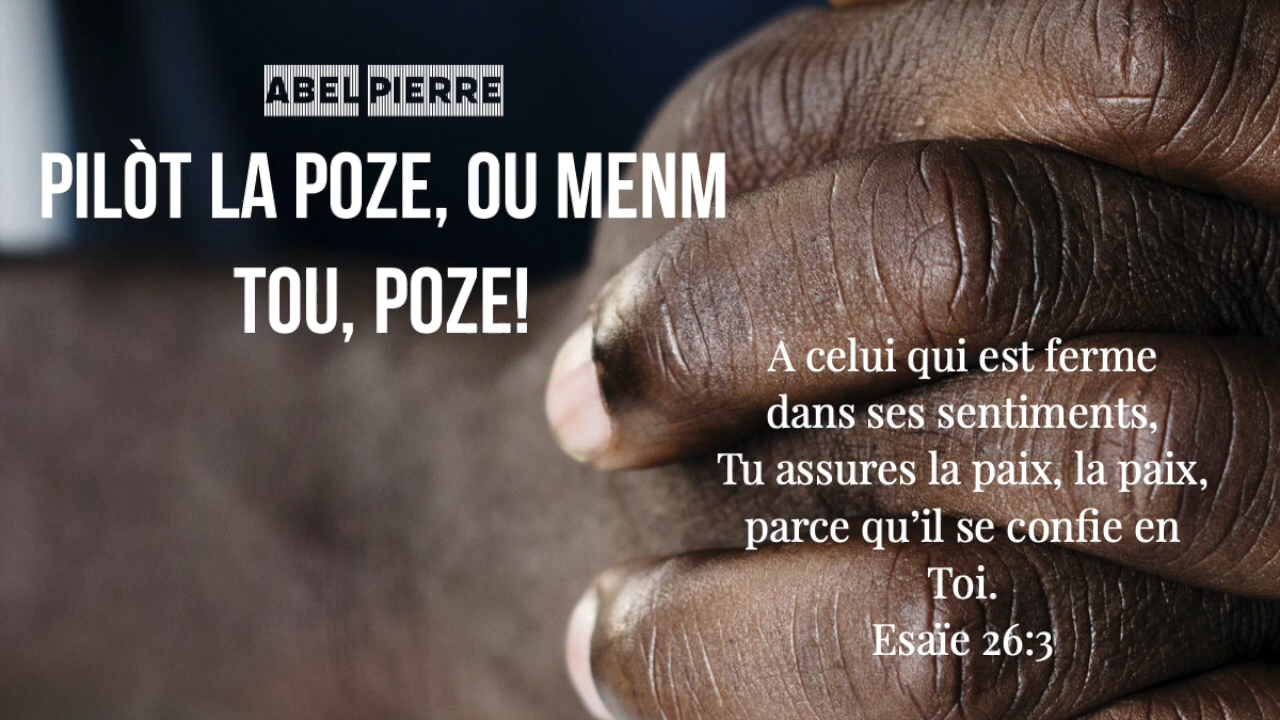 ABEL PIERRE
PILÒT LA POZE, OU MENM
TOU, POZE!
A celui qui est ferme
dans ses sentiments,
Tu assures la paix, la paix,
parce qu’il se confie en
Toi.
Esaïe 26:3